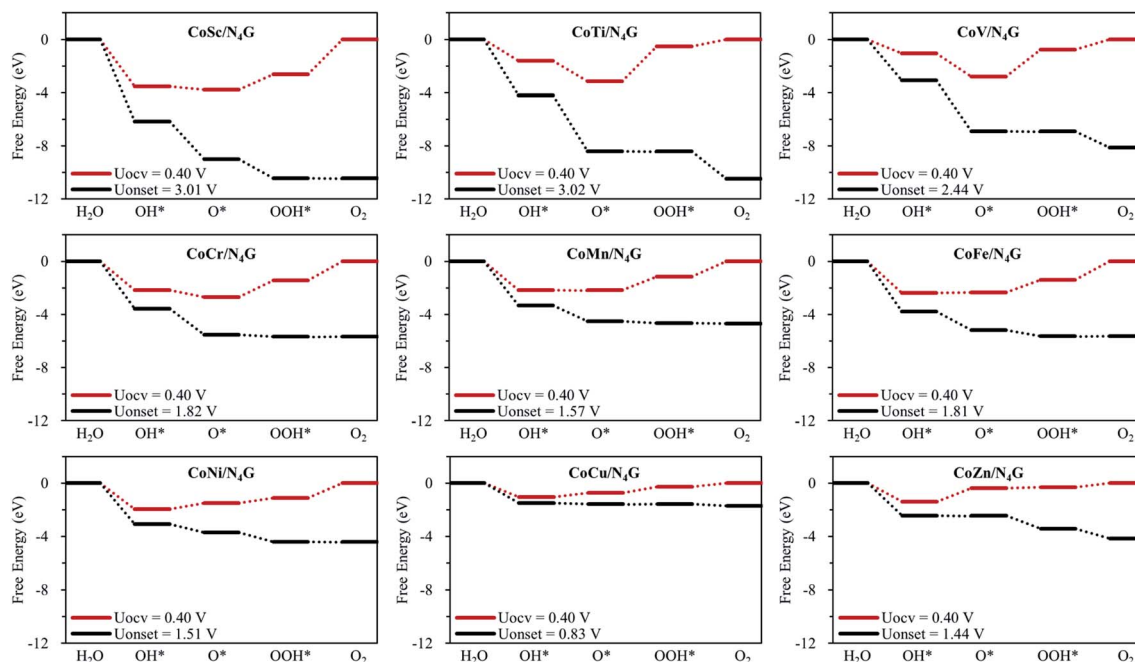 CoSc/N₄G
Free Energy (eV)
0
-4
-8
-12
Uocv = 0.40 V
Uonset = 3.01 V
H₂O OH* O* OOH* O₂
CoTi/N₄G
Free Energy (eV)
0
-4
-8
-12
Uocv = 0.40 V
Uonset = 3.02 V
H₂O OH* O* OOH* O₂
CoV/N₄G
Free Energy (eV)
0
-4
-8
-12
Uocv = 0.40 V
Uonset = 2.44 V
H₂O OH* O* OOH* O₂
CoCr/N₄G
Free Energy (eV)
0
-4
-8
-12
Uocv = 0.40 V
Uonset = 1.82 V
H₂O OH* O* OOH* O₂
CoMn/N₄G
Free Energy (eV)
0
-4
-8
-12
Uocv = 0.40 V
Uonset = 1.57 V
H₂O OH* O* OOH* O₂
CoFe/N₄G
Free Energy (eV)
0
-4
-8
-12
Uocv = 0.40 V
Uonset = 1.81 V
H₂O OH* O* OOH* O₂
CoNi/N₄G
Free Energy (eV)
0
-4
-8
-12
Uocv = 0.40 V
Uonset = 1.51 V
H₂O OH* O* OOH* O₂
CoCu/N₄G
Free Energy (eV)
0
-4
-8
-12
Uocv = 0.40 V
Uonset = 0.83 V
H₂O OH* O* OOH* O₂
CoZn/N₄G
Free Energy (eV)
0
-4
-8
-12
Uocv = 0.40 V
Uonset = 1.44 V
H₂O OH* O* OOH* O₂